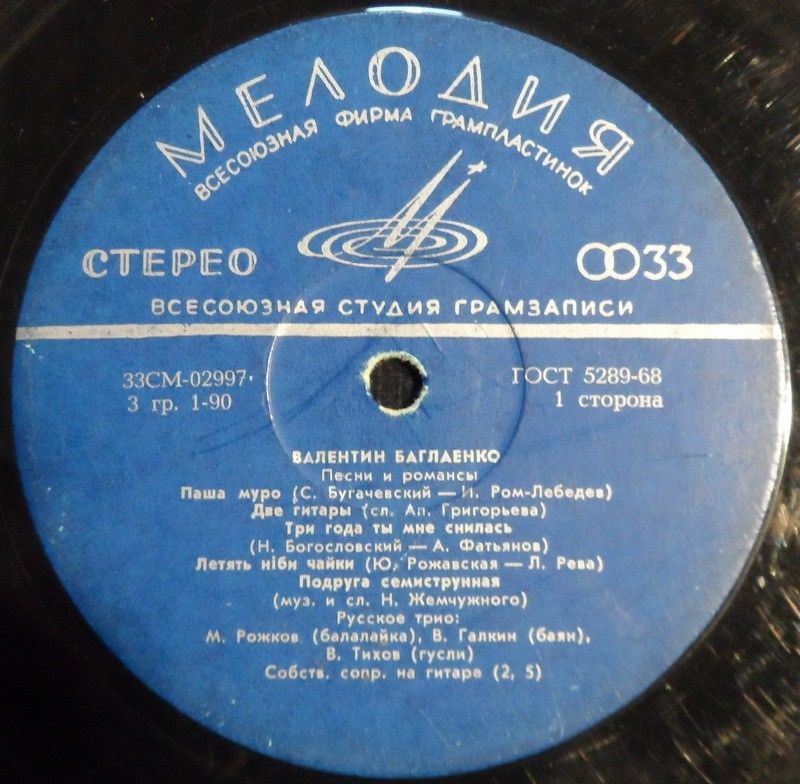 МЕЛОДИЯ
ВСЕСОЮЗНАЯ ФИРМА ГРАМПЛАСТИНОК
СТЕРЕО
33
ВСЕСОЮЗНАЯ СТУДИЯ ГРАМЗАПИСИ
33СМ-02997
ГОСТ 5289-68
3 гр. 1-90
1 сторона
ВАЛЕНТИН БАГЛАЕНКО
Песни и романсы
Паша муро (С. Бугачевский — И. Ром-Лебедев)
Две гитары (сл. Ап. Григорьева)
Три года ты мне снилась
(Н. Богословский — А. Фатьянов)
Летять нiби чайки (Ю. Рожавская — Л. Рева)
Подруга семиструнная
(муз. и сл. Н. Жемчужного)
Русское трио:
М. Рожков (балалайка), В. Галкин (баян),
В. Тихов (гусли)
Собств. сопр. на гитаре (2, 5)